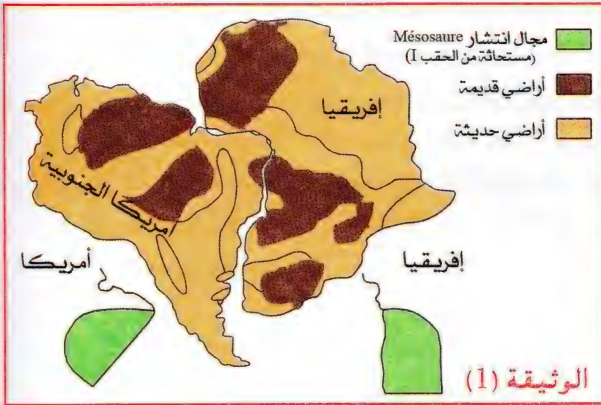 مجال انتشار Mésosaure
(مستحاثة من الحقب I)
أراضي قديمة
أراضي حديثة
إفريقيا
أمريكا الجنوبية
أمريكا
إفريقيا
الوثيقة (1)